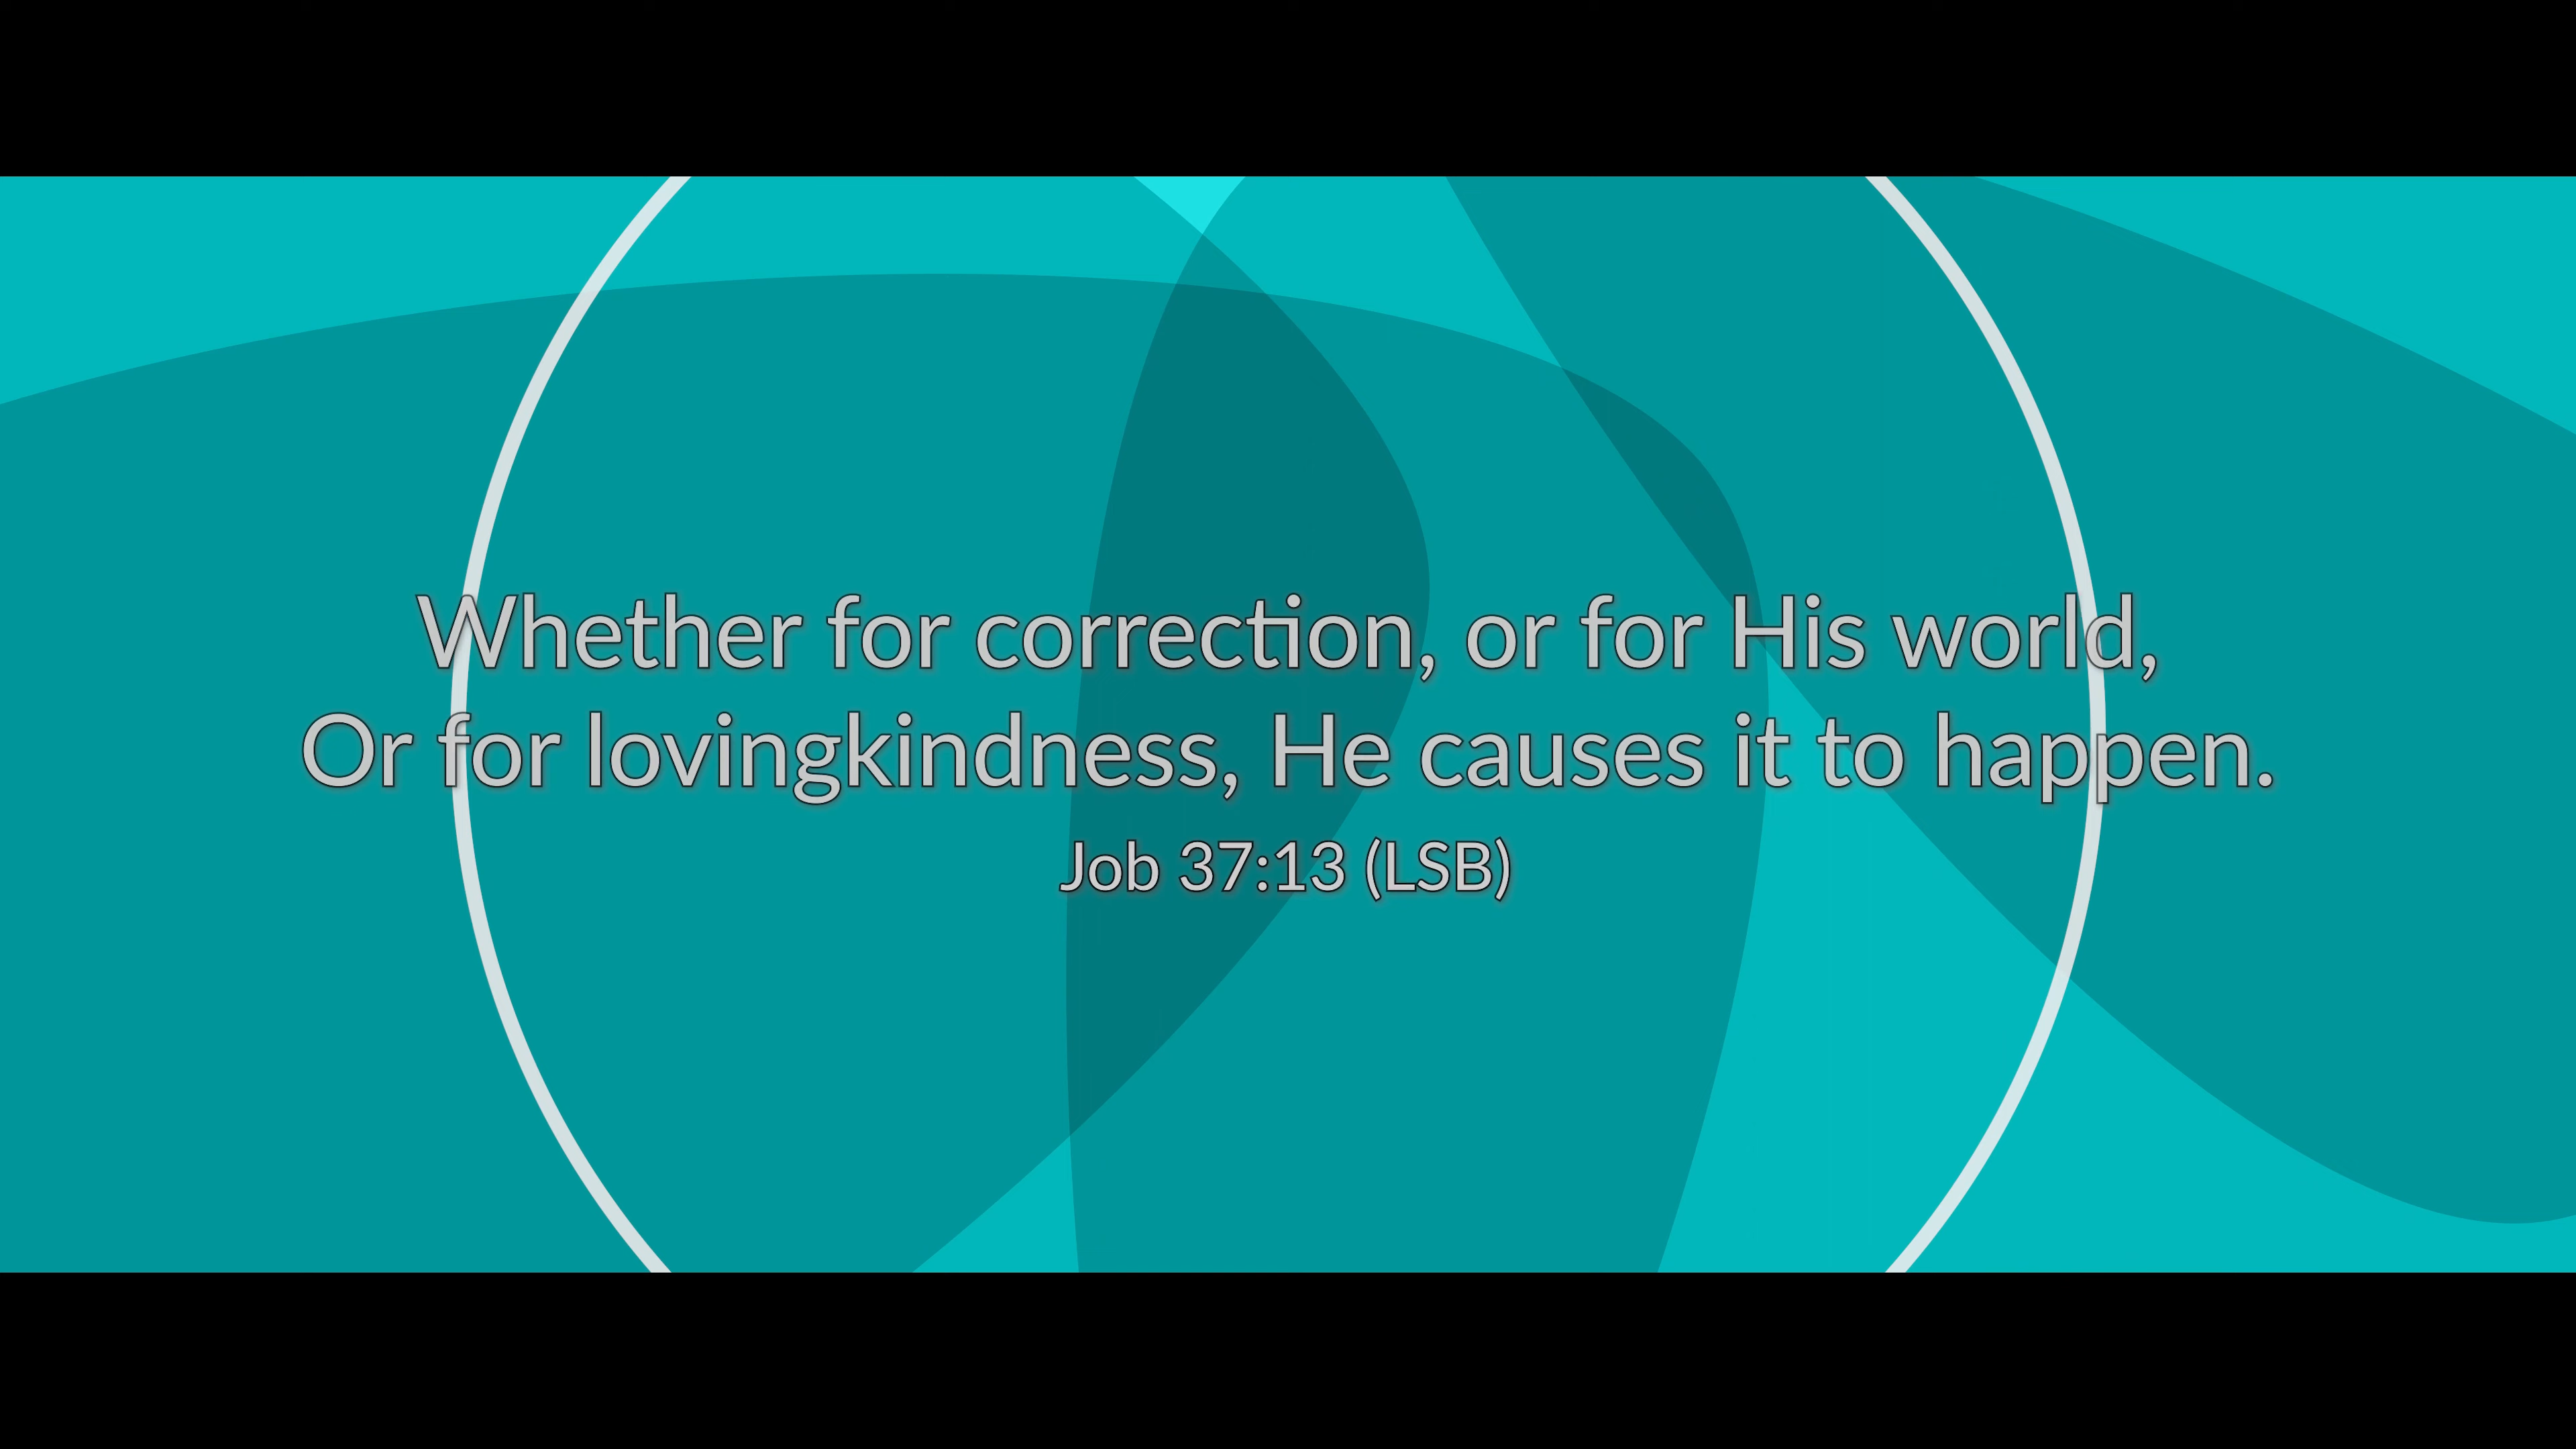 Whether for correction, or for His world,
Or for lovingkindness, He causes it to happen.
Job 37:13 (LSB)